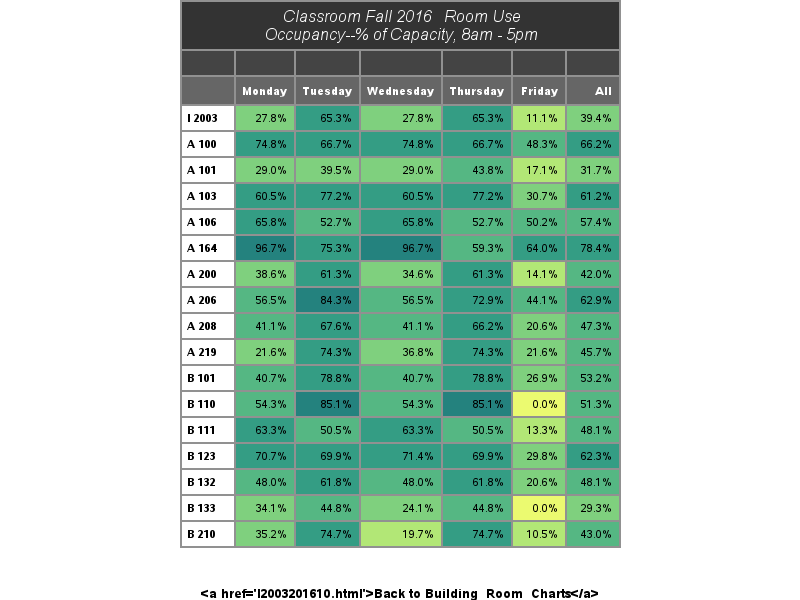 Classroom Fall 2016 Room Use
Occupancy--% of Capacity, 8am - 5pm
Monday Tuesday Wednesday Thursday Friday All
I 2003 27.8% 65.3% 27.8% 65.3% 11.1% 39.4%
A 100 74.8% 66.7% 74.8% 66.7% 48.3% 66.2%
A 101 29.0% 39.5% 29.0% 43.8% 17.1% 31.7%
A 103 60.5% 77.2% 60.5% 77.2% 30.7% 61.2%
A 106 65.8% 52.7% 65.8% 52.7% 50.2% 57.4%
A 164 96.7% 75.3% 96.7% 59.3% 64.0% 78.4%
A 200 38.6% 61.3% 34.6% 61.3% 14.1% 42.0%
A 206 56.5% 84.3% 56.5% 72.9% 44.1% 62.9%
A 208 41.1% 67.6% 41.1% 66.2% 20.6% 47.3%
A 219 21.6% 74.3% 36.8% 74.3% 21.6% 45.7%
B 101 40.7% 78.8% 40.7% 78.8% 26.9% 53.2%
B 110 54.3% 85.1% 54.3% 85.1% 0.0% 51.3%
B 111 63.3% 50.5% 63.3% 50.5% 13.3% 48.1%
B 123 70.7% 69.9% 71.4% 69.9% 29.8% 62.3%
B 132 48.0% 61.8% 48.0% 61.8% 20.6% 48.1%
B 133 34.1% 44.8% 24.1% 44.8% 0.0% 29.3%
B 210 35.2% 74.7% 19.7% 74.7% 10.5% 43.0%
<a href='I2003201610.html'>Back to Building Room Charts</a>